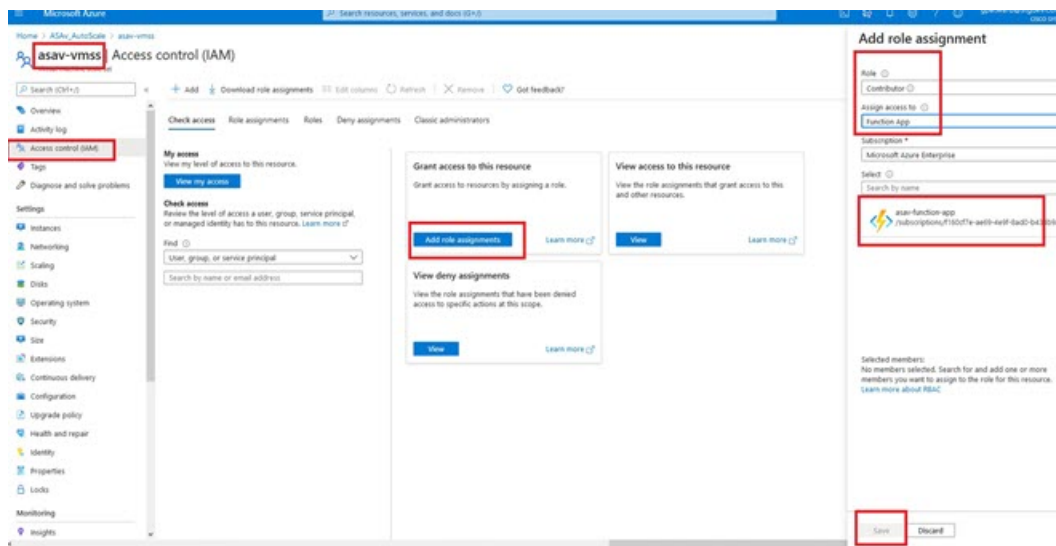 Microsoft Azure
Search resources, services, and docs (G+/)
Home > ASAv_AutoScale > asav-vmss
asav-vmss | Access control (IAM)
Search (Ctrl+/)
Overview
Activity log
Access control (IAM)
Tags
Diagnose and solve problems
Settings
Instances
Networking
Scaling
Disks
Operating system
Security
Size
Extensions
Continuous delivery
Configuration
Upgrade policy
Health and repair
Identity
Properties
Locks
Monitoring
Insights
Add Download role assignments Edit columns Refresh Remove Got feedback?
Check access Role assignments Roles Deny assignments Classic administrators
My access
View my level of access to this resource.
View my access
Check access
Review the level of access a user, group, service principal,
or managed identity has to this resource. Learn more
Find
User, group, or service principal
Search by name or email address
Grant access to this resource
Grant access to resources by assigning a role.
Add role assignments Learn more
View access to this resource
View the role assignments that grant access to this
and other resources.
View Learn more
View deny assignments
View the role assignments that have been denied
access to specific actions at this scope.
View Learn more
Add role assignment
Role
Contributor
Assign access to
Function App
Subscription *
Microsoft Azure Enterprise
Select
Search by name
asav-function-app
Selected members:
No members selected. Search for and add one or more
members you want to assign to the role for this resource.
Learn more about RBAC
Save Discard